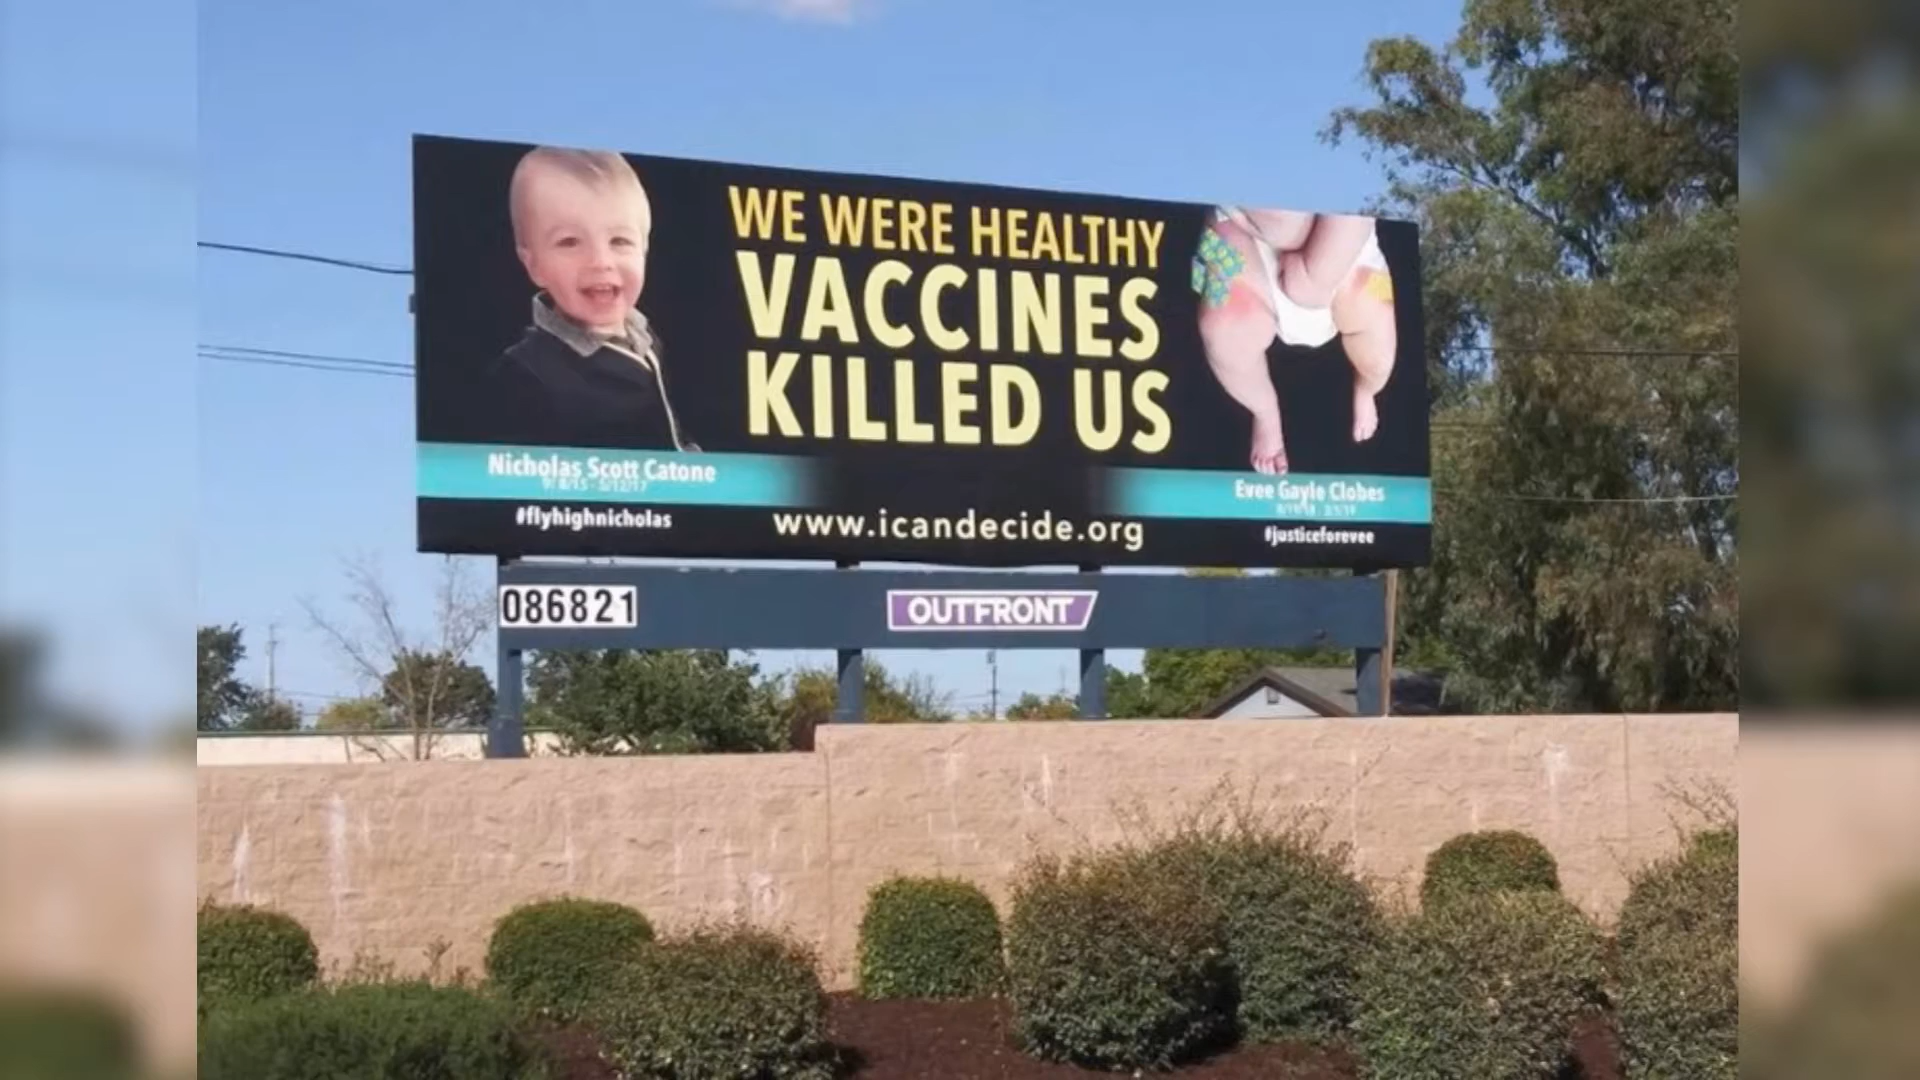 WE WERE HEALTHY
VACCINES
KILLED US
Nicholas Scott Catone
#flyhighnicholas
www.icandecide.org
Evee Gayle Clobes
#justiceforevee
086821
OUTFRONT